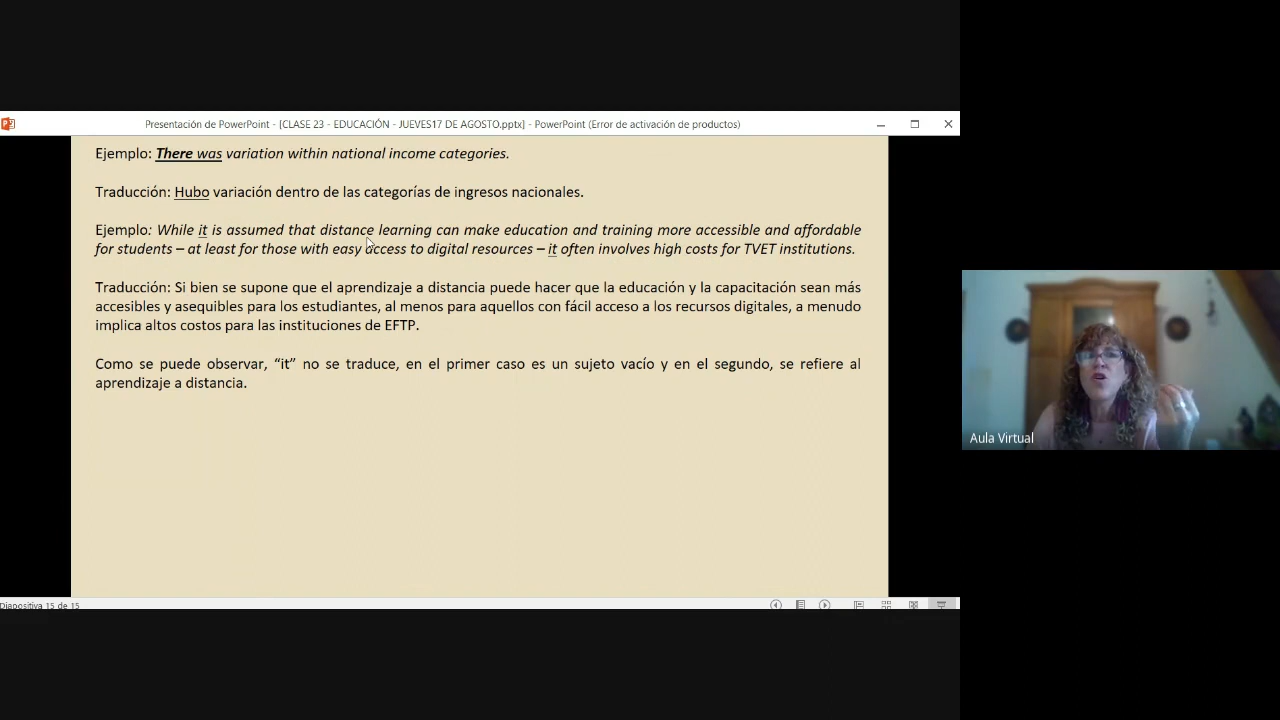 Presentación de PowerPoint - [CLASE 23 - EDUCACIÓN - JUEVES17 DE AGOSTO.pptx] - PowerPoint (Error de activación de productos)
Ejemplo: There was variation within national income categories.
Traducción: Hubo variación dentro de las categorías de ingresos nacionales.
Ejemplo: While it is assumed that distance learning can make education and training more accessible and affordable
for students – at least for those with easy access to digital resources – it often involves high costs for TVET institutions.
Traducción: Si bien se supone que el aprendizaje a distancia puede hacer que la educación y la capacitación sean más
accesibles y asequibles para los estudiantes, al menos para aquellos con fácil acceso a los recursos digitales, a menudo
implica altos costos para las instituciones de EFTP.
Como se puede observar, “it” no se traduce, en el primer caso es un sujeto vacío y en el segundo, se refiere al
aprendizaje a distancia.
Aula Virtual
Diapositiva 15 de 15